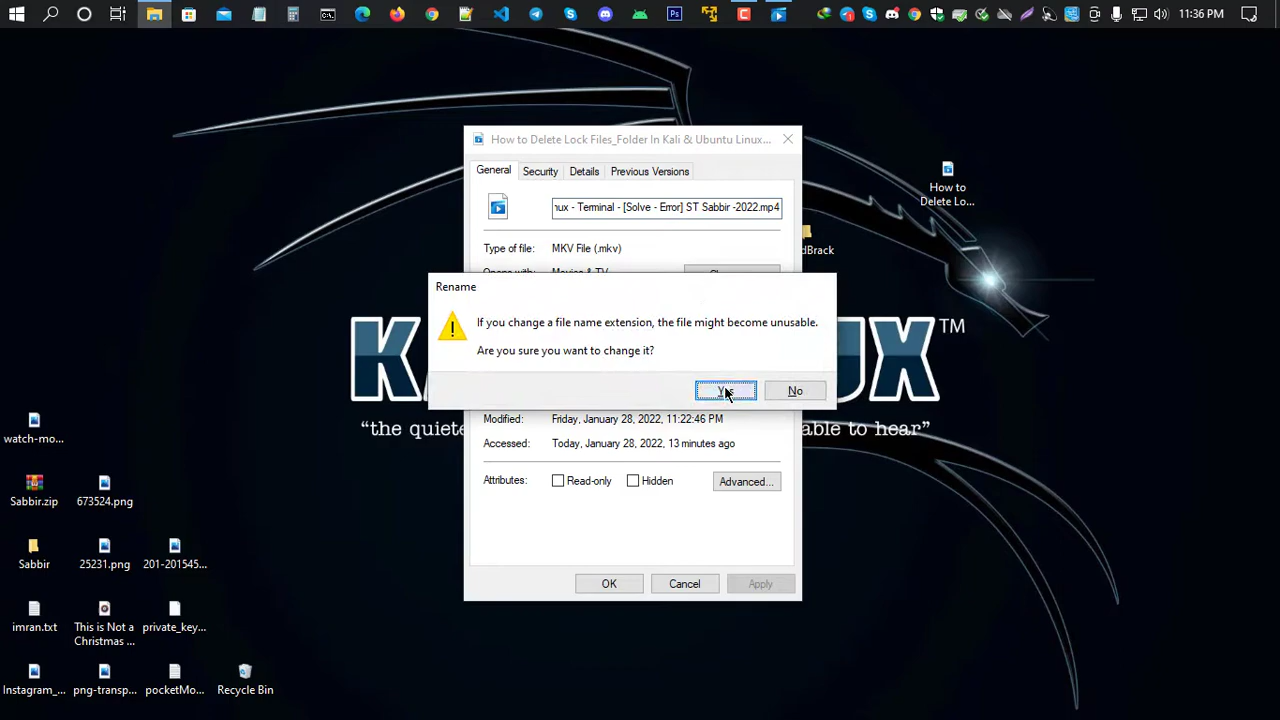 11:36 PM
How to Delete Lock Files_Folder In Kali & Ubuntu Linux...
General
Security
Details
Previous Versions
- Terminal - [Solve - Error] ST Sabbir -2022.mp4
Type of file:
MKV File (.mkv)
How to
Delete Lo...
Rename
If you change a file name extension, the file might become unusable.
Are you sure you want to change it?
No
TM
Modified:
Friday, January 28, 2022, 11:22:46 PM
Accessed:
Today, January 28, 2022, 13 minutes ago
"the quiete
able to hear"
Attributes:
Read-only
Hidden
Advanced...
OK
Cancel
Apply
watch-mo...
Sabbir.zip
673524.png
Sabbir
25231.png
201-201545...
imran.txt
This is Not a
Christmas ...
private_key...
Instagram_...
png-transp...
pocketMo...
Recycle Bin